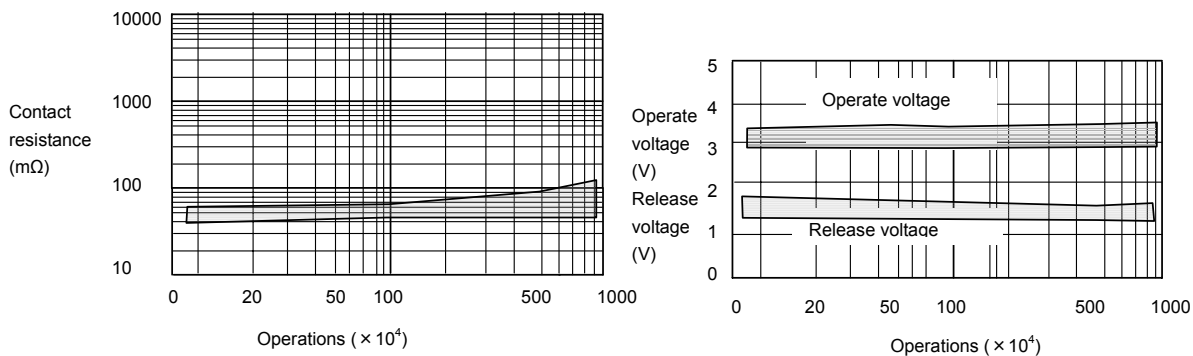 10000
1000
100
10
Contact
resistance
(mΩ)
0 20 50 100 500 1000
Operations ( × 10⁴)
5
4
3
2
1
0
Operate
voltage
(V)
Release
voltage
(V)
Operate voltage
Release voltage
0 20 50 100 500 1000
Operations ( × 10⁴)